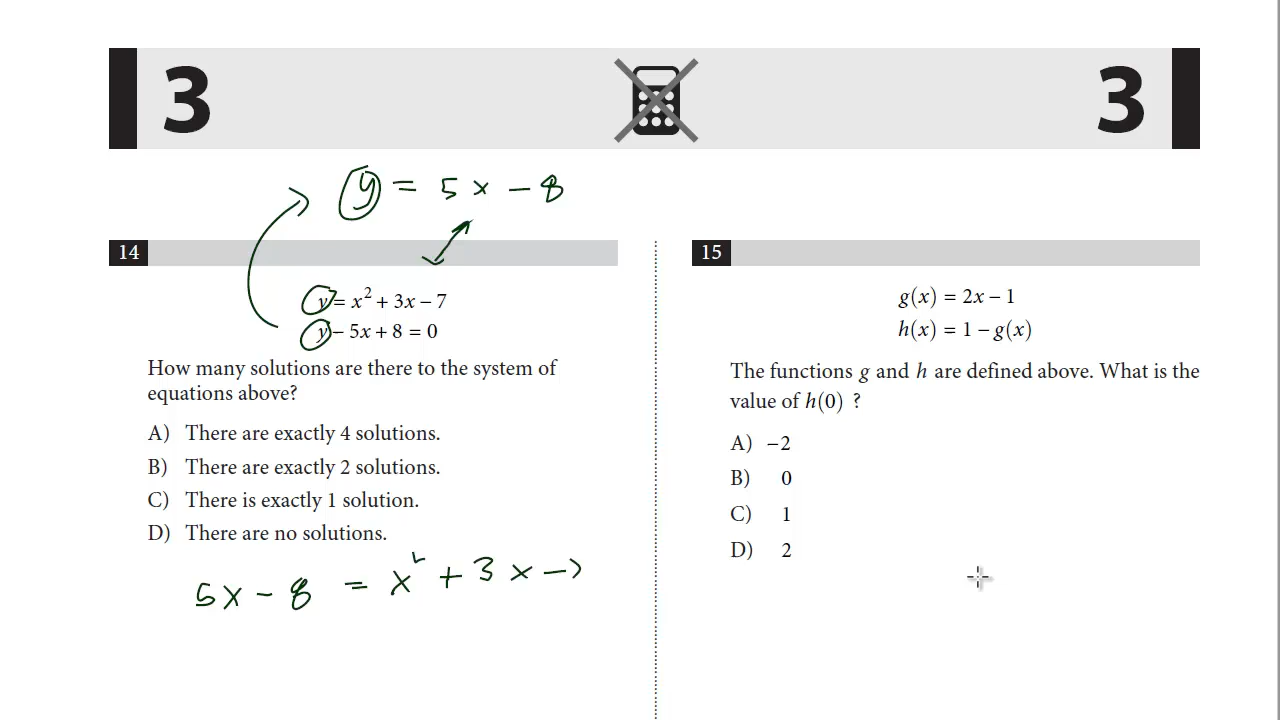 3 3
y = 5x − 8
14
y = x² + 3x − 7
y − 5x + 8 = 0
How many solutions are there to the system of
equations above?
A) There are exactly 4 solutions.
B) There are exactly 2 solutions.
C) There is exactly 1 solution.
D) There are no solutions.
5x − 8 = x² + 3x − 7
15
g(x) = 2x − 1
h(x) = 1 − g(x)
The functions g and h are defined above. What is the
value of h(0) ?
A) −2
B) 0
C) 1
D) 2